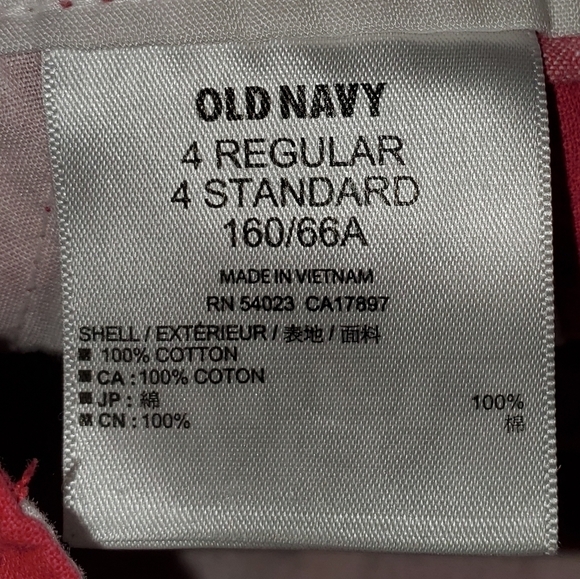 OLD NAVY
4 REGULAR
4 STANDARD
160/66A
MADE IN VIETNAM
RN 54023 CA17897
SHELL / EXTÉRIEUR / 表地 / 面料
■ 100% COTTON
■ CA : 100% COTON
■ JP : 綿 100%
■ CN : 100% 棉